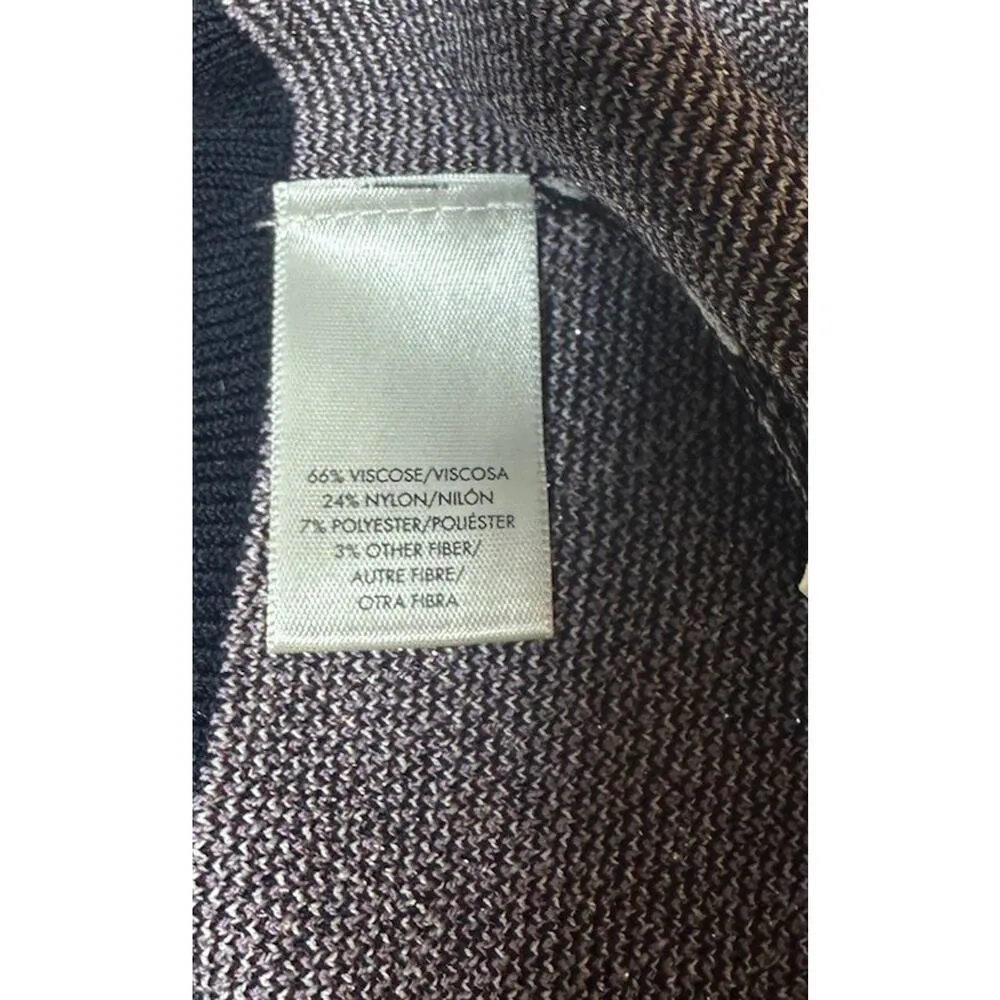 66% VISCOSE/VISCOSA
24% NYLON/NILÓN
7% POLYESTER/POLIÉSTER
3% OTHER FIBER/
AUTRE FIBRE/
OTRA FIBRA